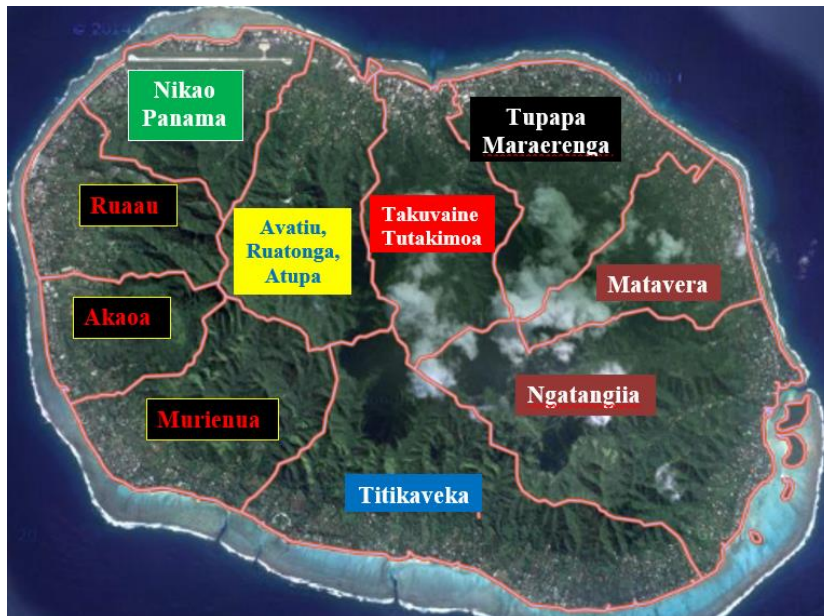 Nikao
Panama
Tupapa
Maraerenga
Ruaau
Avatiu,
Ruatonga,
Atupa
Takuvaine
Tutakimoa
Matavera
Akaoa
Ngatangiia
Murienua
Titikaveka